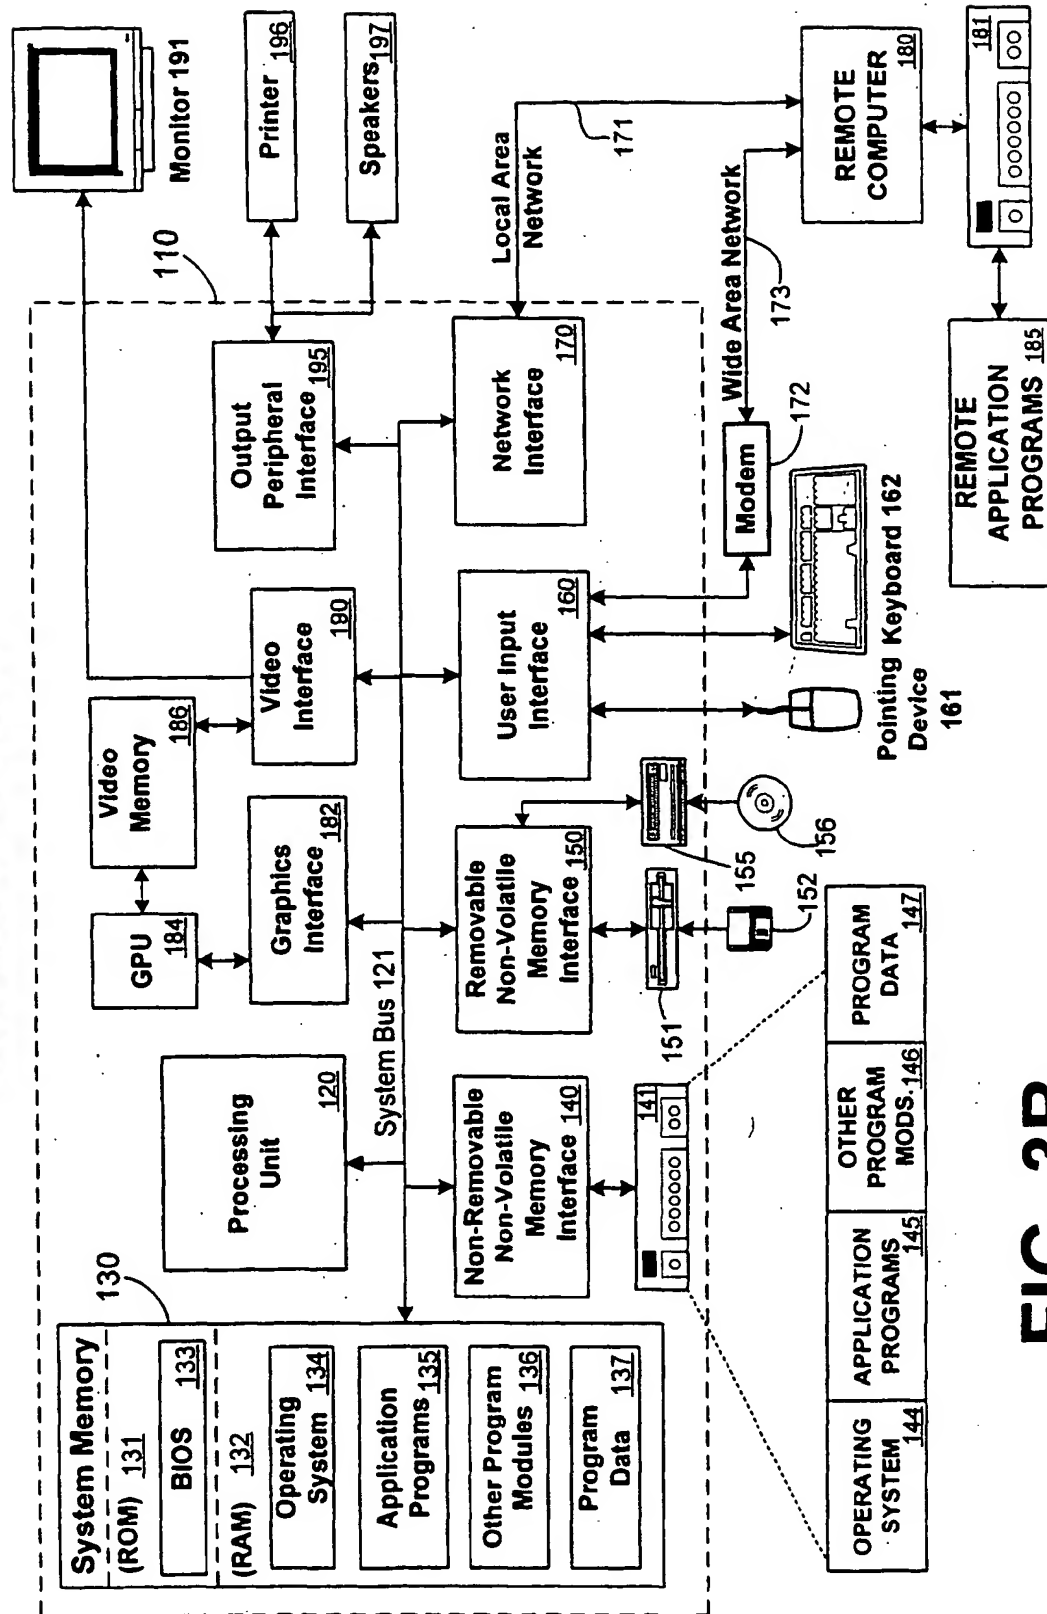 System Memory
(ROM) 131
BIOS 133
(RAM) 132
Operating
System 134
Application
Programs 135
Other Program
Modules 136
Program
Data 137
130
Processing
Unit
120
GPU
184
Video
Memory
186
Graphics
Interface 182
Video
Interface 190
Output
Peripheral
Interface 195
110
Monitor 191
Printer 196
Speakers 197
System Bus 121
Non-Removable
Non-Volatile
Memory
Interface 140
Removable
Non-Volatile
Memory
Interface 150
User Input
Interface 160
Network
Interface 170
Local Area
Network
171
141
151
152
155
156
Modem
172
Wide Area Network
173
REMOTE
COMPUTER
180
181
Pointing Keyboard 162
Device
161
OPERATING
SYSTEM 144
APPLICATION
PROGRAMS 145
OTHER
PROGRAM
MODS. 146
PROGRAM
DATA 147
REMOTE
APPLICATION
PROGRAMS 185